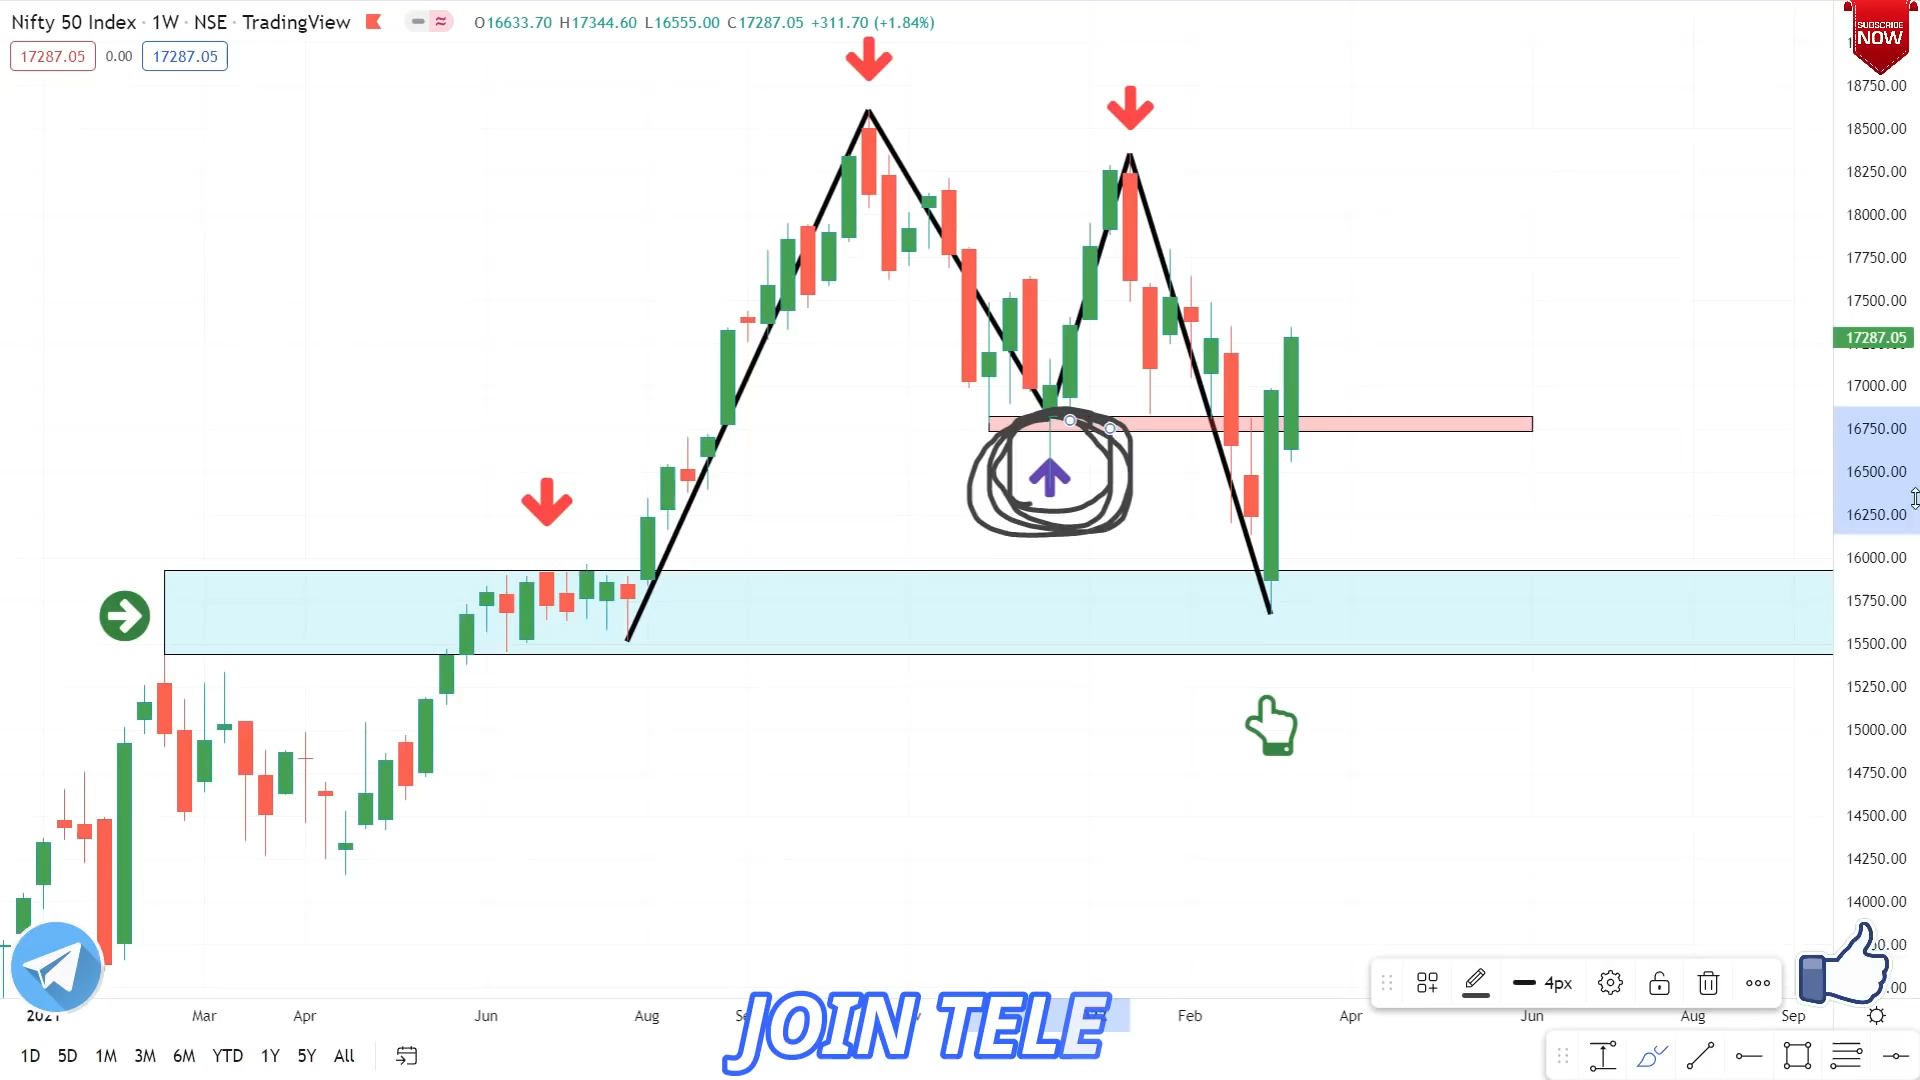 Nifty 50 Index · 1W · NSE · TradingView
O16633.70 H17344.60 L16555.00 C17287.05 +311.70 (+1.84%)
SUBSCRIBE
NOW
17287.05 0.00 17287.05
18750.00
18500.00
18250.00
18000.00
17750.00
17500.00
17287.05
17000.00
16750.00
16500.00
16250.00
16000.00
15750.00
15500.00
15250.00
15000.00
14750.00
14500.00
14250.00
14000.00
4px
2021 Mar Apr Jun Aug Feb Apr Jun Aug Sep
JOIN TELE
1D 5D 1M 3M 6M YTD 1Y 5Y All